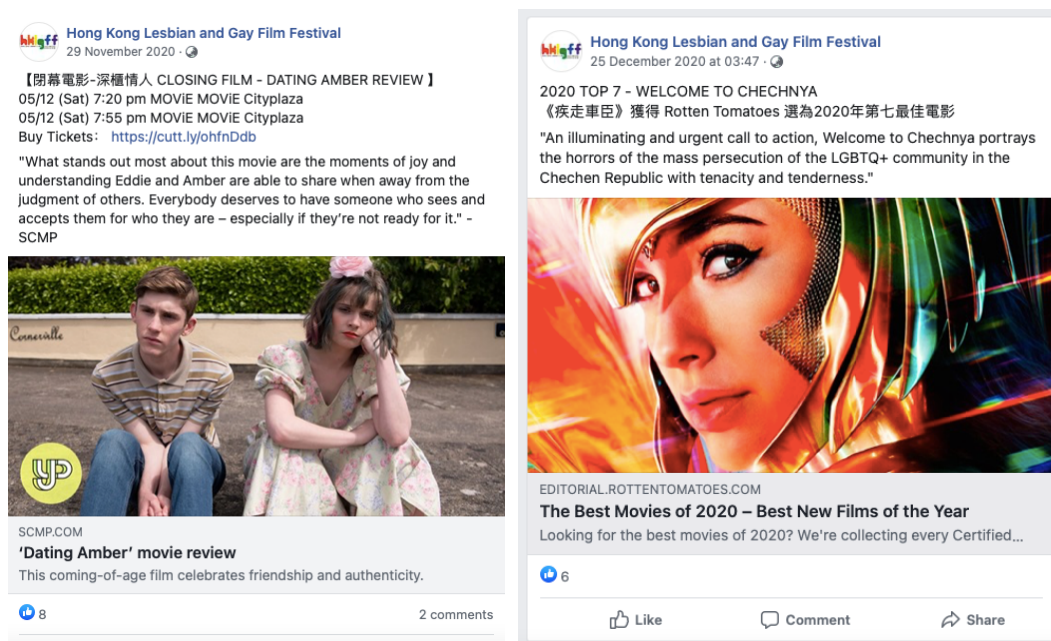 hklgff
Hong Kong Lesbian and Gay Film Festival
29 November 2020 ·
【閉幕電影-深櫃情人 CLOSING FILM - DATING AMBER REVIEW 】
05/12 (Sat) 7:20 pm MOViE MOViE Cityplaza
05/12 (Sat) 7:55 pm MOViE MOViE Cityplaza
Buy Tickets： https://cutt.ly/ohfnDdb
"What stands out most about this movie are the moments of joy and
understanding Eddie and Amber are able to share when away from the
judgment of others. Everybody deserves to have someone who sees and
accepts them for who they are – especially if they're not ready for it." -
SCMP
Cornerville
YP
SCMP.COM
‘Dating Amber’ movie review
This coming-of-age film celebrates friendship and authenticity.
8
2 comments
hklgff
Hong Kong Lesbian and Gay Film Festival
25 December 2020 at 03:47 ·
2020 TOP 7 - WELCOME TO CHECHNYA
《疾走車臣》獲得 Rotten Tomatoes 選為2020年第七最佳電影
"An illuminating and urgent call to action, Welcome to Chechnya portrays
the horrors of the mass persecution of the LGBTQ+ community in the
Chechen Republic with tenacity and tenderness."
EDITORIAL.ROTTENTOMATOES.COM
The Best Movies of 2020 – Best New Films of the Year
Looking for the best movies of 2020? We're collecting every Certified...
6
Like
Comment
Share